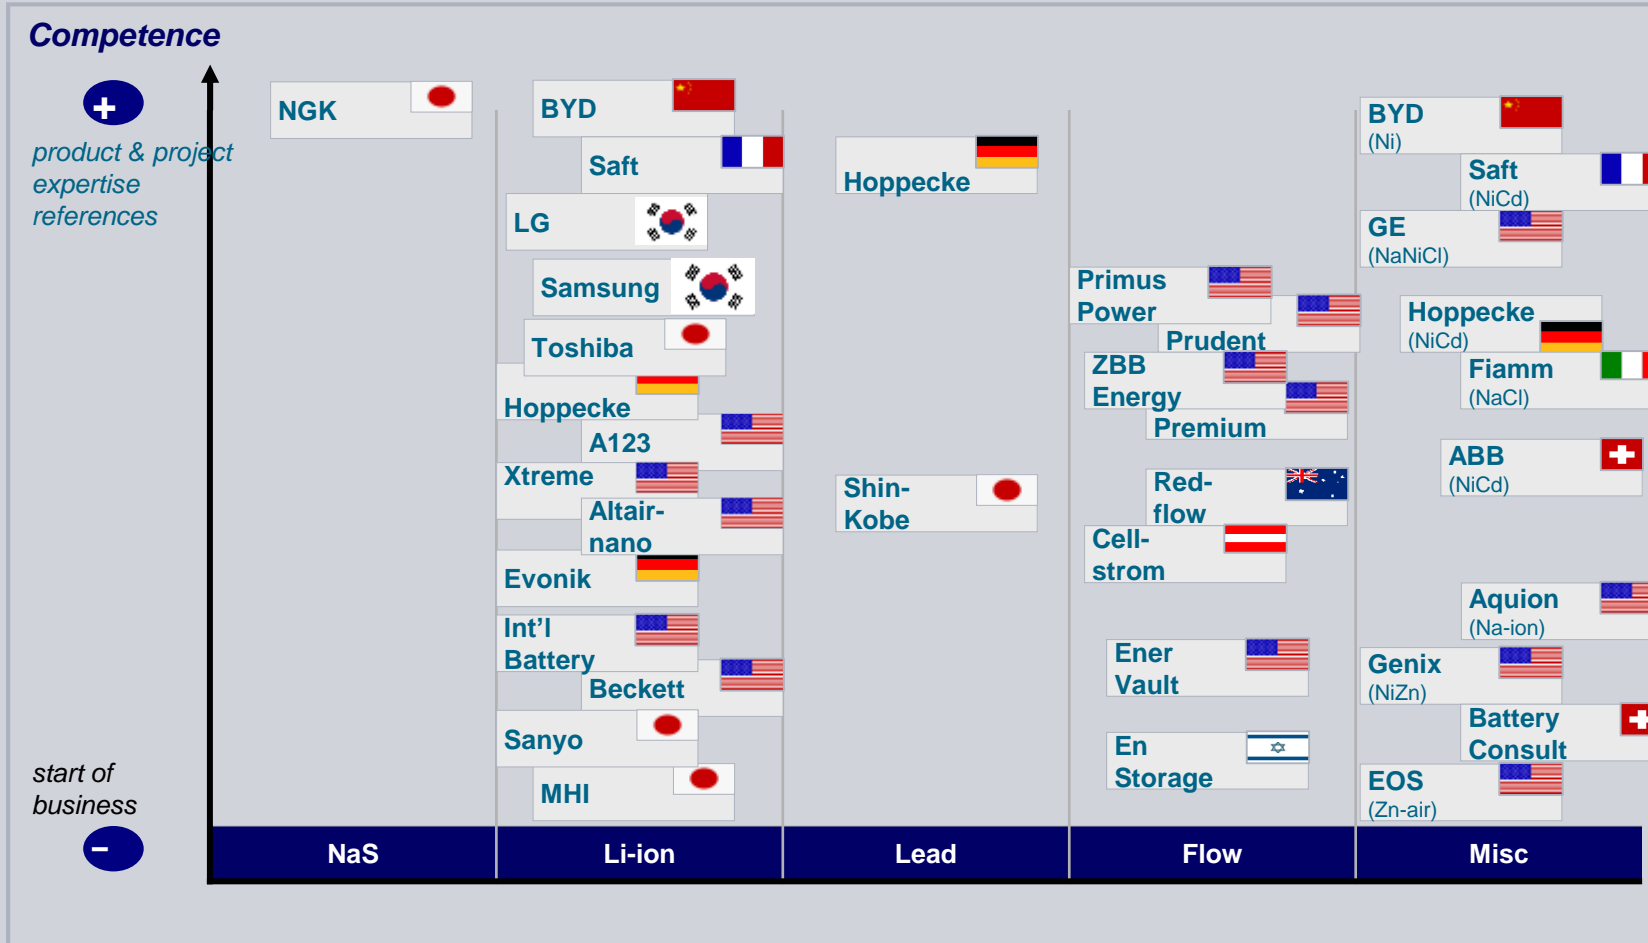 Competence
+
product & project
expertise
references
start of
business
−
NGK
BYD
Saft
LG
Samsung
Toshiba
Hoppecke
A123
Xtreme
Altair-
nano
Evonik
Int'l
Battery
Beckett
Sanyo
MHI
Hoppecke
Shin-
Kobe
Primus
Power
Prudent
ZBB
Energy
Premium
Red-
flow
Cell-
strom
Ener
Vault
En
Storage
BYD
(Ni)
Saft
(NiCd)
GE
(NaNiCl)
Hoppecke
(NiCd)
Fiamm
(NaCl)
ABB
(NiCd)
Aquion
(Na-ion)
Genix
(NiZn)
Battery
Consult
EOS
(Zn-air)
NaS
Li-ion
Lead
Flow
Misc